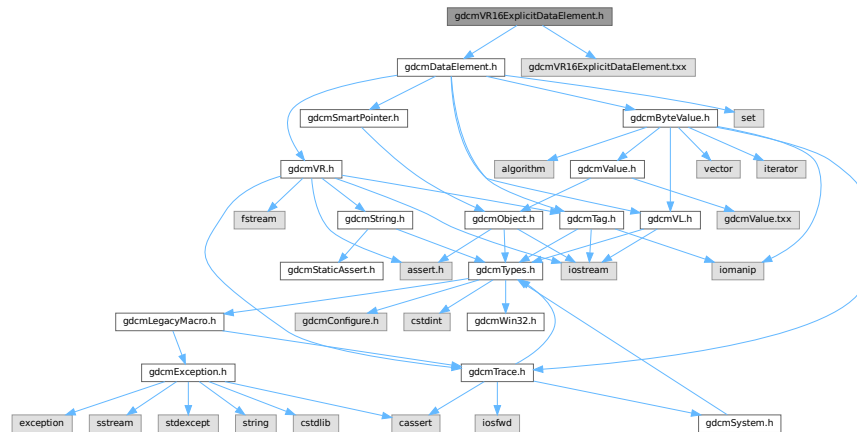 gdcmVR16ExplicitDataElement.h
gdcmDataElement.h
gdcmVR16ExplicitDataElement.txx
gdcmSmartPointer.h
gdcmByteValue.h
set
gdcmVR.h
algorithm
gdcmValue.h
vector
iterator
fstream
gdcmString.h
gdcmObject.h
gdcmTag.h
gdcmVL.h
gdcmValue.txx
gdcmStaticAssert.h
assert.h
gdcmTypes.h
iostream
iomanip
gdcmLegacyMacro.h
gdcmConfigure.h
cstdint
gdcmWin32.h
gdcmException.h
gdcmTrace.h
exception
sstream
stdexcept
string
cstdlib
cassert
iosfwd
gdcmSystem.h